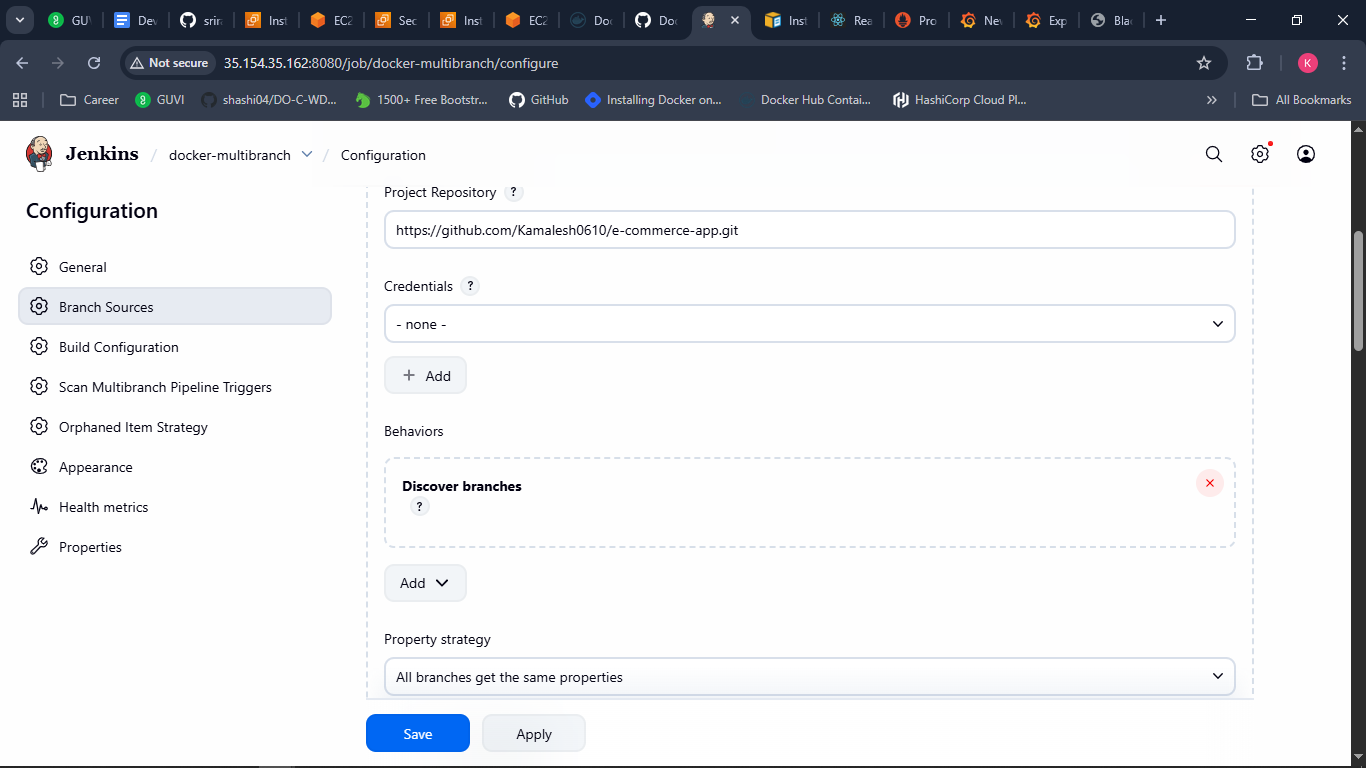 GUV
Dev
srira
Inst
EC2
Sec
Inst
EC2
Doc
Doc
Inst
Rea
Pro
Nev
Exp
Blac
Not secure
35.154.35.162:8080/job/docker-multibranch/configure
K
Career
GUVI
shashi04/DO-C-WD...
1500+ Free Bootstr...
GitHub
Installing Docker on...
Docker Hub Contai...
HashiCorp Cloud Pl...
»
All Bookmarks
Jenkins / docker-multibranch / Configuration
Configuration
General
Branch Sources
Build Configuration
Scan Multibranch Pipeline Triggers
Orphaned Item Strategy
Appearance
Health metrics
Properties
Project Repository ?
https://github.com/Kamalesh0610/e-commerce-app.git
Credentials ?
- none -
+ Add
Behaviors
Discover branches
?
Add
Property strategy
All branches get the same properties
Save
Apply